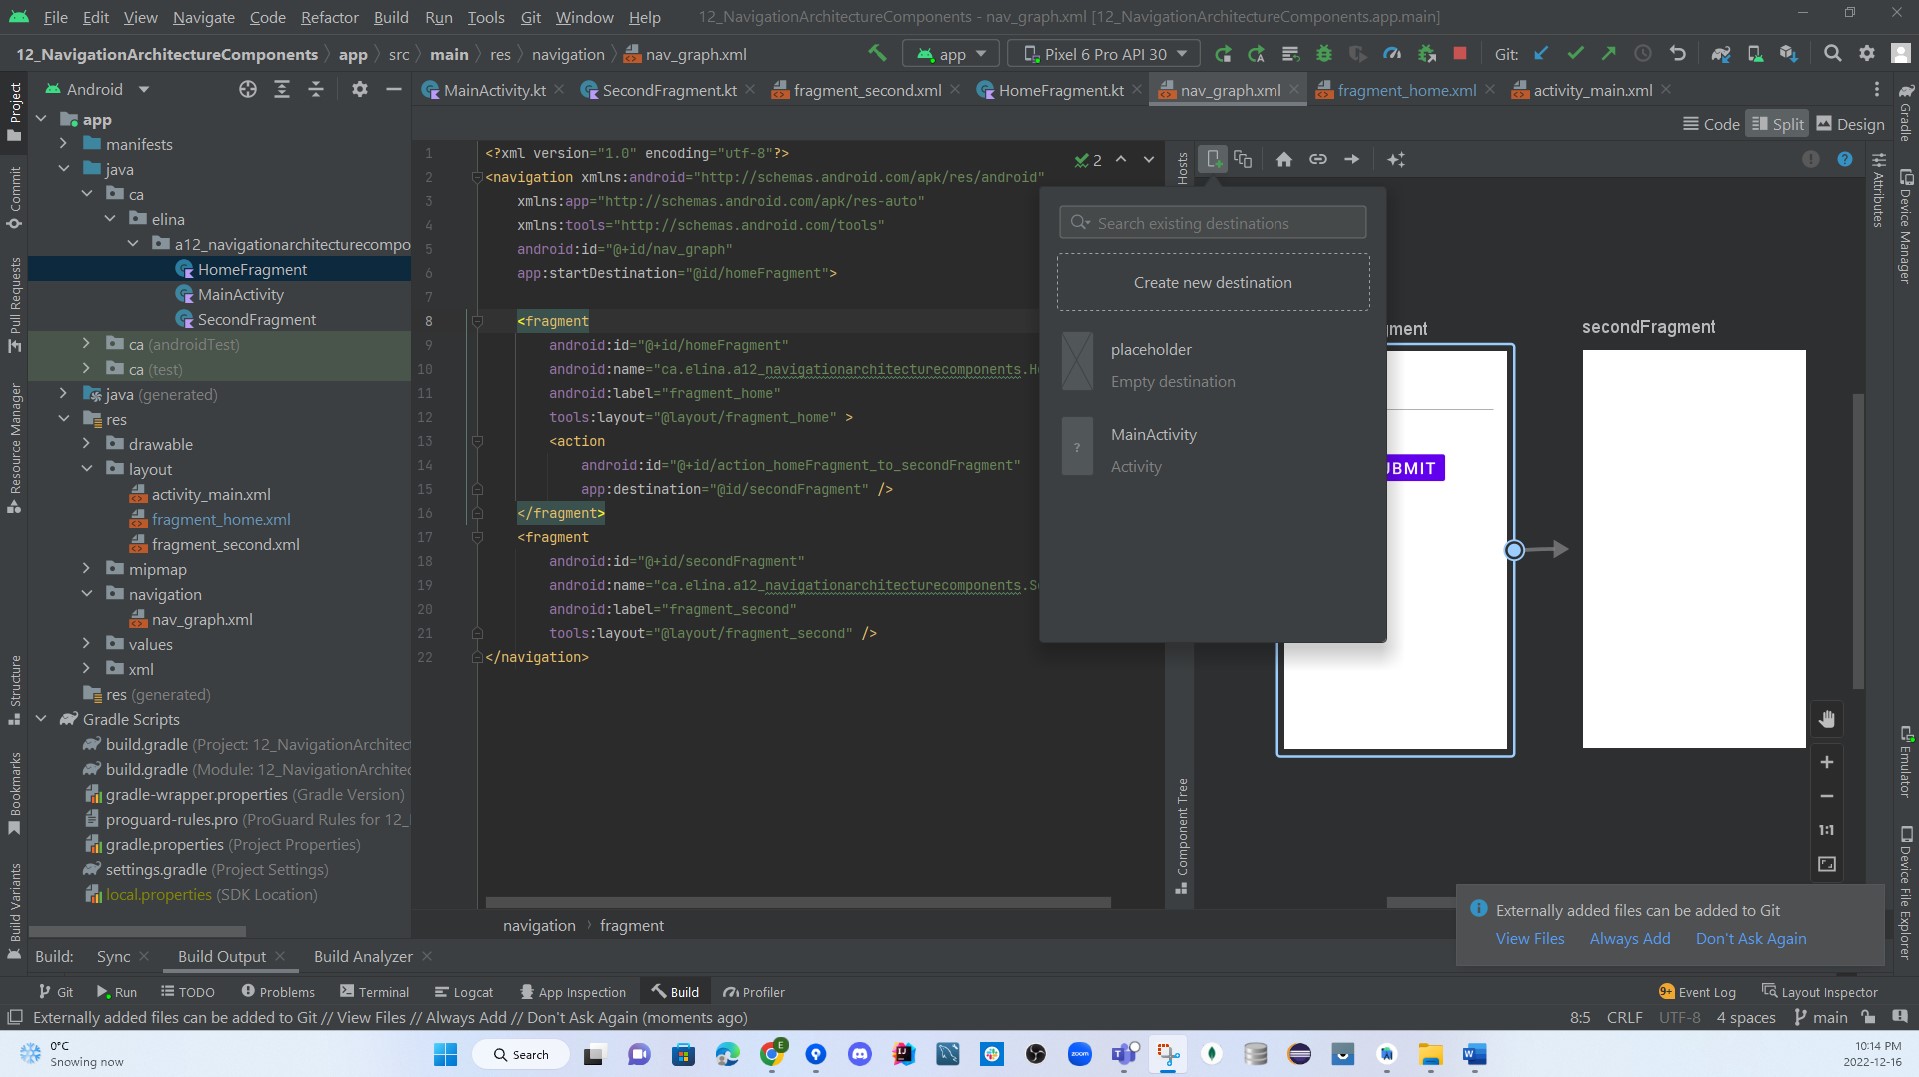 File Edit View Navigate Code Refactor Build Run Tools Git Window Help 12_NavigationArchitectureComponents - nav_graph.xml [12_NavigationArchitectureComponents.app.main]
12_NavigationArchitectureComponents app src main res navigation nav_graph.xml app Pixel 6 Pro API 30 Git:
Project
Commit
Pull Requests
Resource Manager
Structure
Bookmarks
Build Variants
Android
app
manifests
java
ca
elina
a12_navigationarchitecturecompo
HomeFragment
MainActivity
SecondFragment
ca (androidTest)
ca (test)
java (generated)
res
drawable
layout
activity_main.xml
fragment_home.xml
fragment_second.xml
mipmap
navigation
nav_graph.xml
values
xml
res (generated)
Gradle Scripts
build.gradle (Project: 12_NavigationArchitect
build.gradle (Module: 12_NavigationArchitec
gradle-wrapper.properties (Gradle Version)
proguard-rules.pro (ProGuard Rules for 12_
gradle.properties (Project Properties)
settings.gradle (Project Settings)
local.properties (SDK Location)
MainActivity.kt SecondFragment.kt fragment_second.xml HomeFragment.kt nav_graph.xml fragment_home.xml activity_main.xml
Code Split Design
2
1 <?xml version="1.0" encoding="utf-8"?>
2 <navigation xmlns:android="http://schemas.android.com/apk/res/android"
3 xmlns:app="http://schemas.android.com/apk/res-auto"
4 xmlns:tools="http://schemas.android.com/tools"
5 android:id="@+id/nav_graph"
6 app:startDestination="@id/homeFragment">
7
8 <fragment
9 android:id="@+id/homeFragment"
10 android:name="ca.elina.a12_navigationarchitecturecomponents.H
11 android:label="fragment_home"
12 tools:layout="@layout/fragment_home" >
13 <action
14 android:id="@+id/action_homeFragment_to_secondFragment"
15 app:destination="@id/secondFragment" />
16 </fragment>
17 <fragment
18 android:id="@+id/secondFragment"
19 android:name="ca.elina.a12_navigationarchitecturecomponents.S
20 android:label="fragment_second"
21 tools:layout="@layout/fragment_second" />
22 </navigation>
navigation fragment
Hosts
Component Tree
Search existing destinations
Create new destination
placeholder
Empty destination
?
MainActivity
Activity
gment
UBMIT
secondFragment
1:1
Attributes
Gradle
Device Manager
Emulator
Device File Explorer
Externally added files can be added to Git
View Files Always Add Don't Ask Again
Build: Sync Build Output Build Analyzer
Git Run TODO Problems Terminal Logcat App Inspection Build Profiler 9+ Event Log Layout Inspector
Externally added files can be added to Git // View Files // Always Add // Don't Ask Again (moments ago) 8:5 CRLF UTF-8 4 spaces main
0°C
Snowing now
Search
E
zoom
10:14 PM
2022-12-16